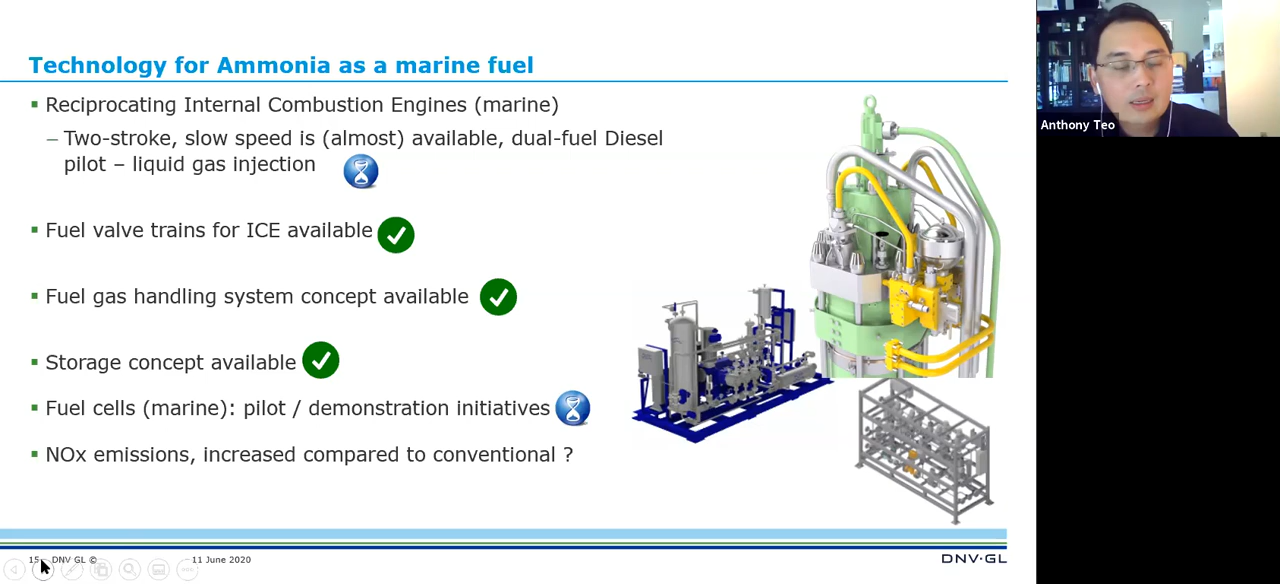 Technology for Ammonia as a marine fuel
Reciprocating Internal Combustion Engines (marine)
– Two-stroke, slow speed is (almost) available, dual-fuel Diesel
pilot – liquid gas injection
Fuel valve trains for ICE available
Fuel gas handling system concept available
Storage concept available
Fuel cells (marine): pilot / demonstration initiatives
NOx emissions, increased compared to conventional ?
15 DNV GL © 11 June 2020
DNV·GL
Anthony Teo